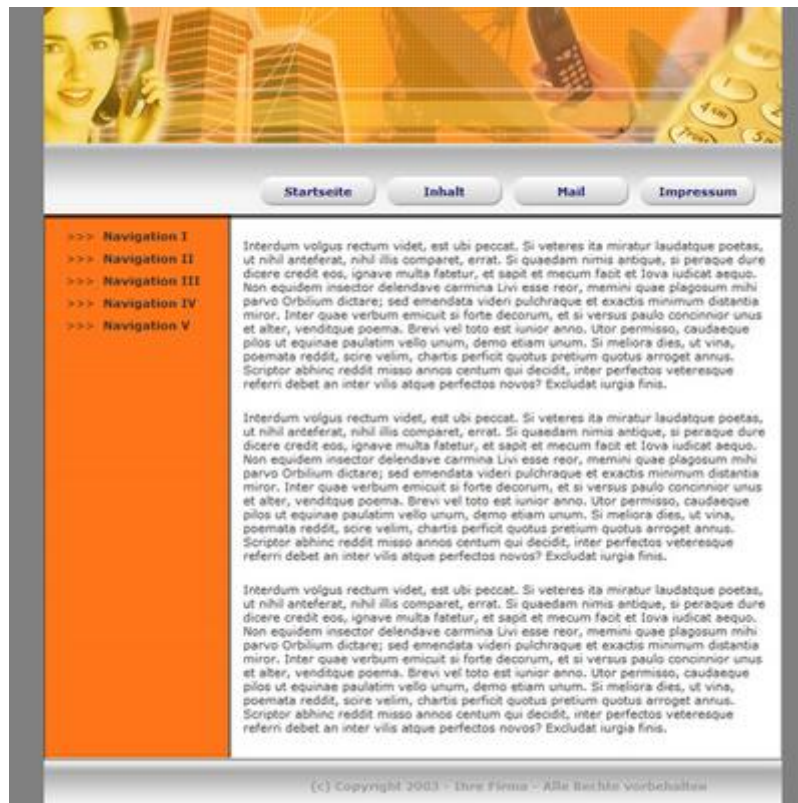 Startseite Inhalt Mail Impressum
>>> Navigation I
>>> Navigation II
>>> Navigation III
>>> Navigation IV
>>> Navigation V
Interdum volgus rectum videt, est ubi peccat. Si veteres ita miratur laudatque poetas,
ut nihil anteferat, nihil illis comparet, errat. Si quaedam nimis antique, si peraque dure
dicere credit eos, ignave multa fatetur, et sapit et mecum facit et Iova iudicat aequo.
Non equidem insector delendave carmina Livi esse reor, memini quae plagosum mihi
parvo Orbilium dictare; sed emendata videri pulchraque et exactis minimum distantia
miror. Inter quae verbum emicuit si forte decorum, et si versus paulo concinnior unus
et alter, venditque poema. Brevi vel toto est iunior anno. Utor permisso, caudaeque
pilos ut equinae paulatim vello unum, demo etiam unum. Si meliora dies, ut vina,
poemata reddit, scire velim, chartis perficit quotus pretium quotus arroget annus.
Scriptor abhinc reddit misso annos centum qui decidit, inter perfectos veteresque
referri debet an inter vilis atque perfectos novos? Excludat iurgia finis.
Interdum volgus rectum videt, est ubi peccat. Si veteres ita miratur laudatque poetas,
ut nihil anteferat, nihil illis comparet, errat. Si quaedam nimis antique, si peraque dure
dicere credit eos, ignave multa fatetur, et sapit et mecum facit et Iova iudicat aequo.
Non equidem insector delendave carmina Livi esse reor, memini quae plagosum mihi
parvo Orbilium dictare; sed emendata videri pulchraque et exactis minimum distantia
miror. Inter quae verbum emicuit si forte decorum, et si versus paulo concinnior unus
et alter, venditque poema. Brevi vel toto est iunior anno. Utor permisso, caudaeque
pilos ut equinae paulatim vello unum, demo etiam unum. Si meliora dies, ut vina,
poemata reddit, scire velim, chartis perficit quotus pretium quotus arroget annus.
Scriptor abhinc reddit misso annos centum qui decidit, inter perfectos veteresque
referri debet an inter vilis atque perfectos novos? Excludat iurgia finis.
Interdum volgus rectum videt, est ubi peccat. Si veteres ita miratur laudatque poetas,
ut nihil anteferat, nihil illis comparet, errat. Si quaedam nimis antique, si peraque dure
dicere credit eos, ignave multa fatetur, et sapit et mecum facit et Iova iudicat aequo.
Non equidem insector delendave carmina Livi esse reor, memini quae plagosum mihi
parvo Orbilium dictare; sed emendata videri pulchraque et exactis minimum distantia
miror. Inter quae verbum emicuit si forte decorum, et si versus paulo concinnior unus
et alter, venditque poema. Brevi vel toto est iunior anno. Utor permisso, caudaeque
pilos ut equinae paulatim vello unum, demo etiam unum. Si meliora dies, ut vina,
poemata reddit, scire velim, chartis perficit quotus pretium quotus arroget annus.
Scriptor abhinc reddit misso annos centum qui decidit, inter perfectos veteresque
referri debet an inter vilis atque perfectos novos? Excludat iurgia finis.
(c) Copyright 2003 - Ihre Firma - Alle Rechte vorbehalten